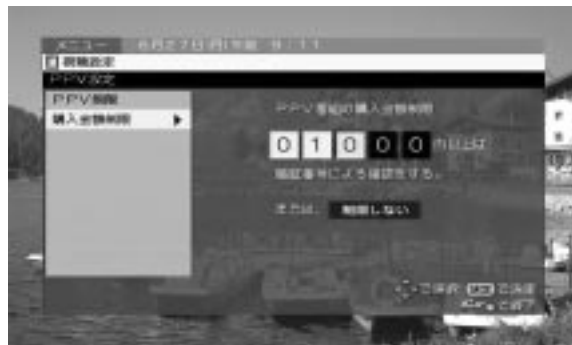 メニュー 6月27日(月)午前 9:11
視聴設定
PPV設定
PPV制限
購入金額制限
PPV番組の購入金額制限
01000 円以上は
暗証番号による確認をする。
または、 制限しない
で選択 で決定
で終了